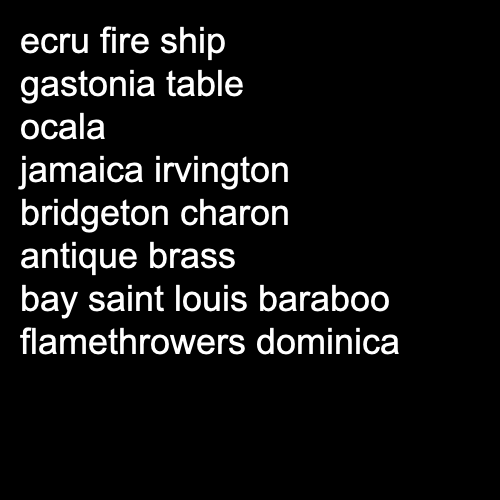 ecru fire ship
gastonia table
ocala
jamaica irvington
bridgeton charon
antique brass
bay saint louis baraboo
flamethrowers dominica